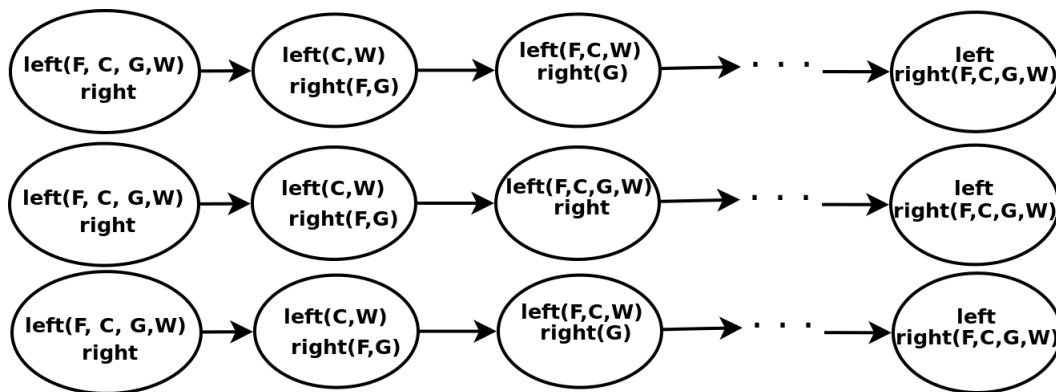 left(F, C, G,W)
right
left(C,W)
right(F,G)
left(F,C,W)
right(G)
. . .
left
right(F,C,G,W)
left(F, C, G,W)
right
left(C,W)
right(F,G)
left(F,C,G,W)
right
. . .
left
right(F,C,G,W)
left(F, C, G,W)
right
left(C,W)
right(F,G)
left(F,C,W)
right(G)
. . .
left
right(F,C,G,W)